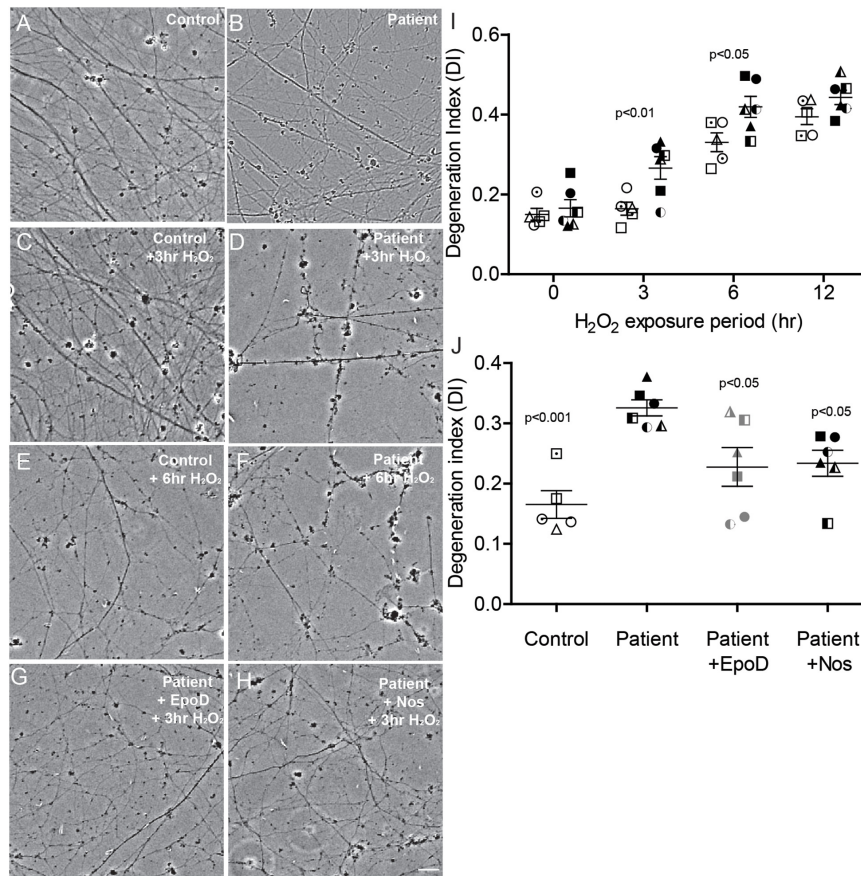 A
Control
B
Patient
C
Control
+3hr H₂O₂
D
Patient
+3hr H₂O₂
E
Control
+ 6hr H₂O₂
F
Patient
+ 6hr H₂O₂
G
Patient
+ EpoD
+ 3hr H₂O₂
H
Patient
+ Nos
+ 3hr H₂O₂
I
Degeneration Index (DI)
0.6
0.4
0.2
0.0
p<0.01
p<0.05
0 3 6 12
H₂O₂ exposure period (hr)
J
Degeneration index (DI)
0.4
0.3
0.2
0.1
0.0
p<0.001
p<0.05
p<0.05
Control Patient Patient Patient
+EpoD +Nos